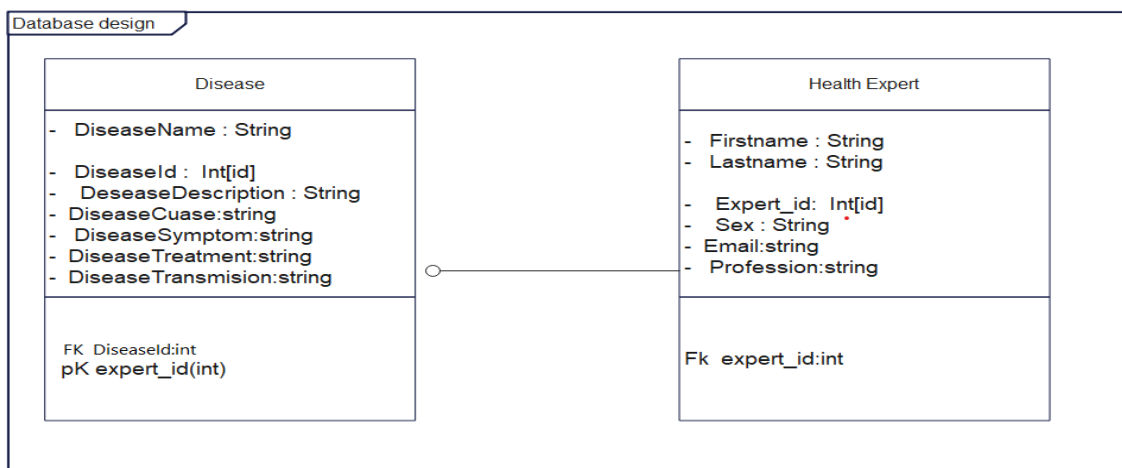 Database design
Disease
- DiseaseName : String
- DiseaseId : Int[id]
- DeseaseDescription : String
- DiseaseCuase:string
- DiseaseSymptom:string
- DiseaseTreatment:string
- DiseaseTransmision:string
FK DiseaseId:int
pK expert_id(int)
Health Expert
- Firstname : String
- Lastname : String
- Expert_id: Int[id]
- Sex : String
- Email:string
- Profession:string
Fk expert_id:int